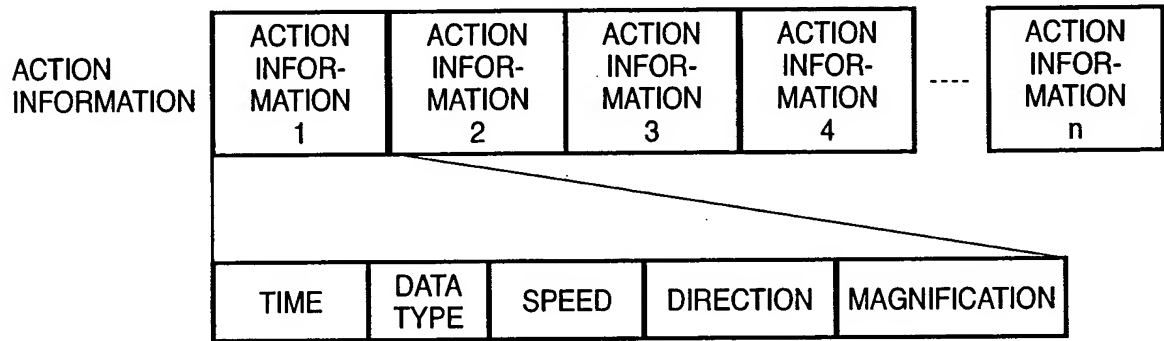 ACTION
INFORMATION
ACTION
INFOR-
MATION
1
ACTION
INFOR-
MATION
2
ACTION
INFOR-
MATION
3
ACTION
INFOR-
MATION
4
ACTION
INFOR-
MATION
n
TIME
DATA
TYPE
SPEED
DIRECTION
MAGNIFICATION